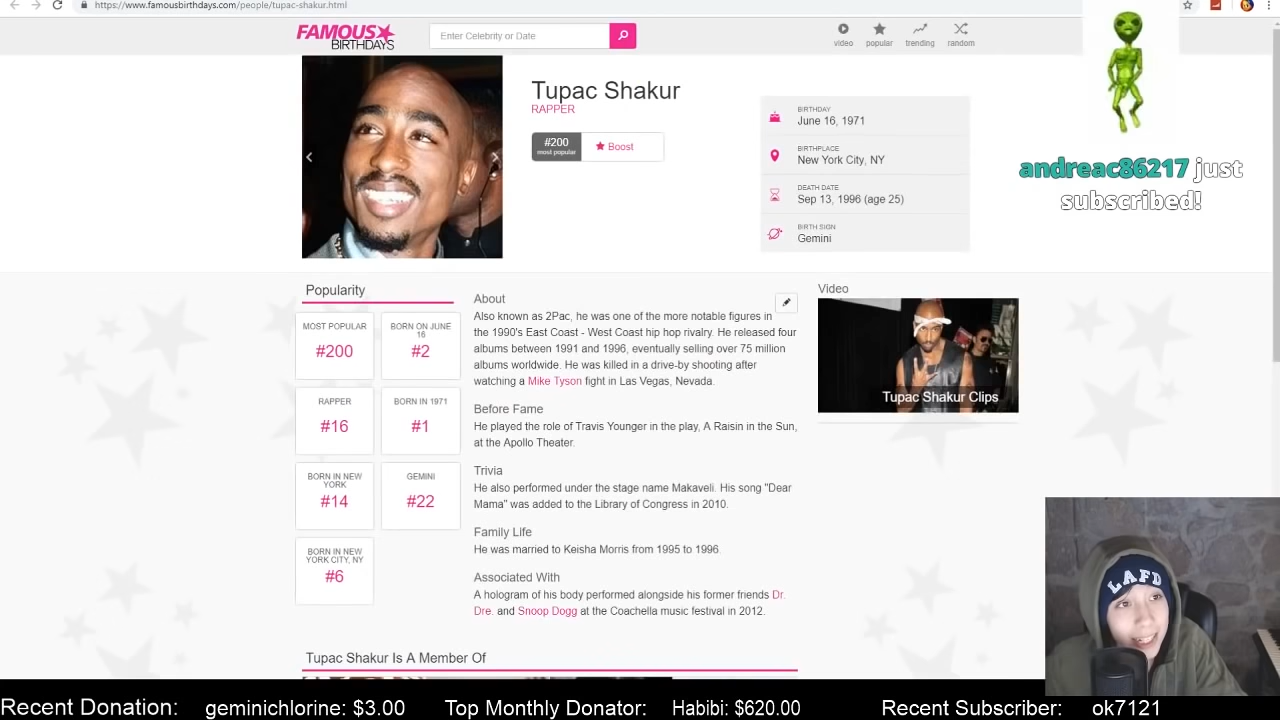 https://www.famousbirthdays.com/people/tupac-shakur.html
FAMOUS
BIRTHDAYS
Enter Celebrity or Date
video
popular
trending
random
Tupac Shakur
RAPPER
#200
most popular
Boost
BIRTHDAY
June 16, 1971
BIRTHPLACE
New York City, NY
DEATH DATE
Sep 13, 1996 (age 25)
BIRTH SIGN
Gemini
andreac86217 just
subscribed!
Popularity
MOST POPULAR
#200
BORN ON JUNE
16
#2
RAPPER
#16
BORN IN 1971
#1
BORN IN NEW
YORK
#14
GEMINI
#22
BORN IN NEW
YORK CITY, NY
#6
About
Also known as 2Pac, he was one of the more notable figures in
the 1990's East Coast - West Coast hip hop rivalry. He released four
albums between 1991 and 1996, eventually selling over 75 million
albums worldwide. He was killed in a drive-by shooting after
watching a Mike Tyson fight in Las Vegas, Nevada.
Before Fame
He played the role of Travis Younger in the play, A Raisin in the Sun,
at the Apollo Theater.
Trivia
He also performed under the stage name Makaveli. His song "Dear
Mama" was added to the Library of Congress in 2010.
Family Life
He was married to Keisha Morris from 1995 to 1996.
Associated With
A hologram of his body performed alongside his former friends Dr.
Dre. and Snoop Dogg at the Coachella music festival in 2012.
Video
Tupac Shakur Clips
Tupac Shakur Is A Member Of
LAFD
Recent Donation: geminichlorine: $3.00 Top Monthly Donator: Habibi: $620.00 Recent Subscriber: ok7121